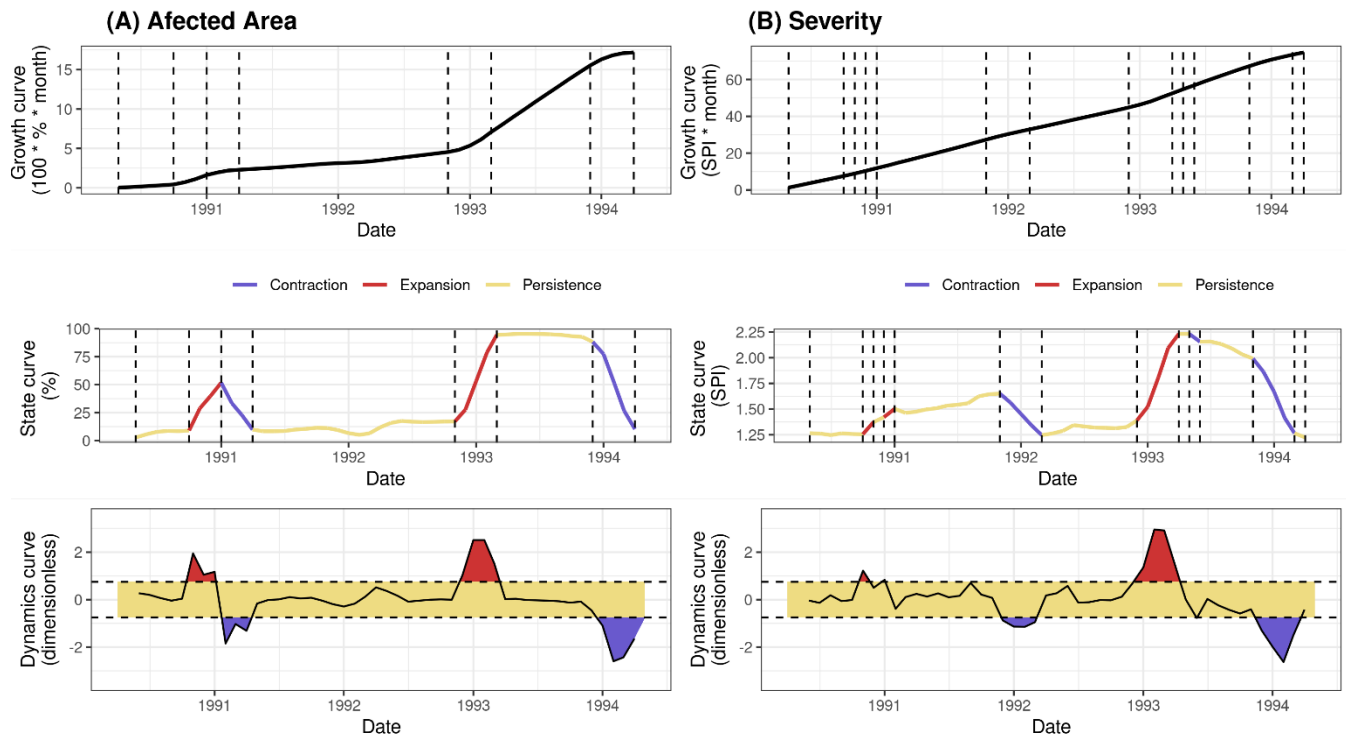 (A) Afected Area
Growth curve
(100 * % * month)
15
10
5
0
1991
1992
1993
1994
Date
(B) Severity
Growth curve
(SPI * month)
60
40
20
0
1991
1992
1993
1994
Date
Contraction Expansion Persistence
State curve
(%)
100
75
50
25
0
1991
1992
1993
1994
Date
Contraction Expansion Persistence
State curve
(SPI)
2.25
2.00
1.75
1.50
1.25
1991
1992
1993
1994
Date
Dynamics curve
(dimensionless)
2
0
-2
1991
1992
1993
1994
Date
Dynamics curve
(dimensionless)
2
0
-2
1991
1992
1993
1994
Date